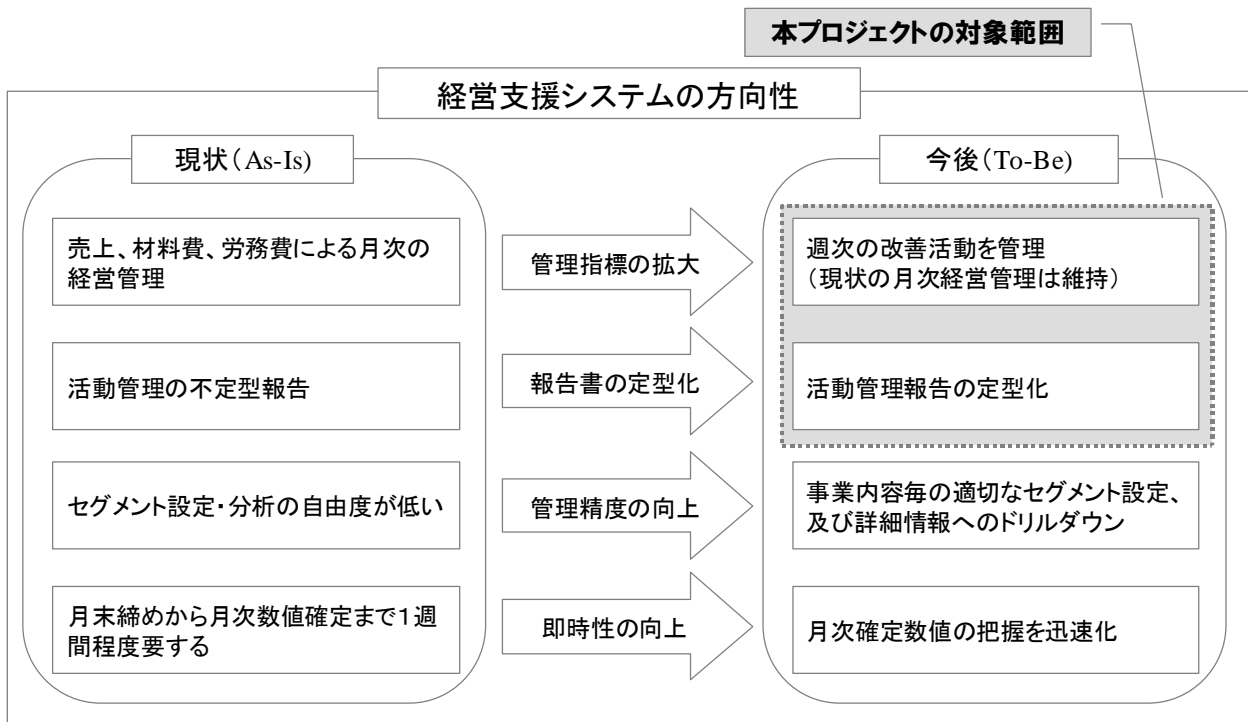 本プロジェクトの対象範囲
経営支援システムの方向性
現状(As-Is)
今後(To-Be)
売上、材料費、労務費による月次の
経営管理
管理指標の拡大
週次の改善活動を管理
(現状の月次経営管理は維持)
活動管理の不定型報告
報告書の定型化
活動管理報告の定型化
セグメント設定・分析の自由度が低い
管理精度の向上
事業内容毎の適切なセグメント設定、
及び詳細情報へのドリルダウン
月末締めから月次数値確定まで1週
間程度要する
即時性の向上
月次確定数値の把握を迅速化